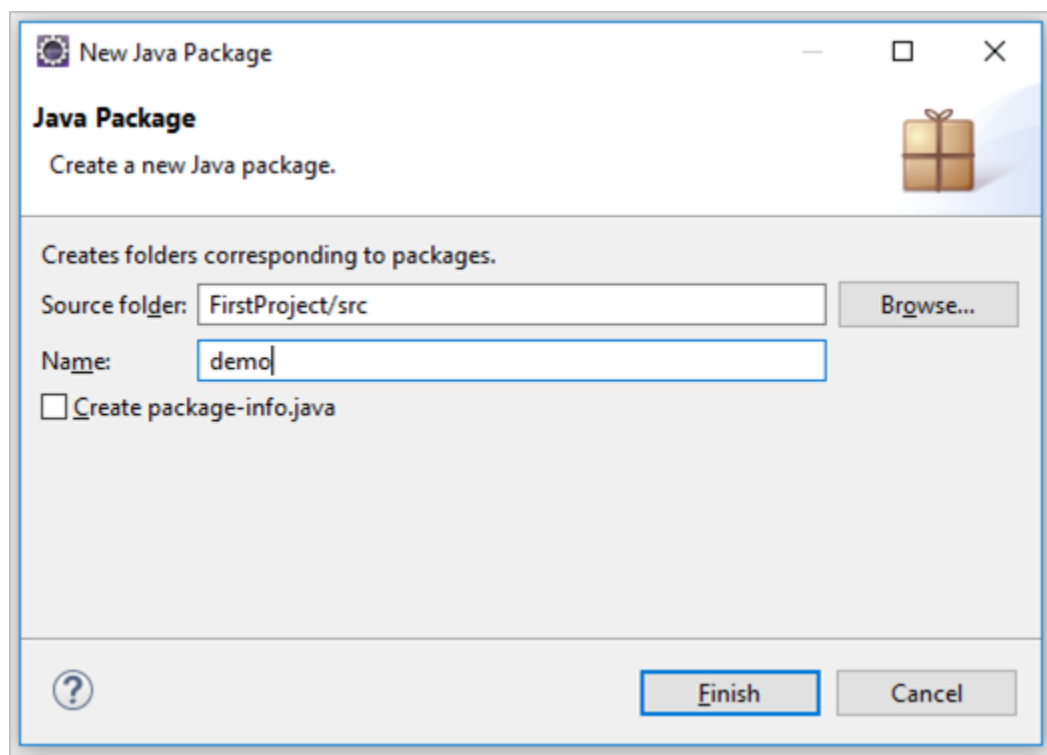 New Java Package
Java Package
Create a new Java package.
Creates folders corresponding to packages.
Source folder: FirstProject/src Browse...
Name: demo
Create package-info.java
? Finish Cancel